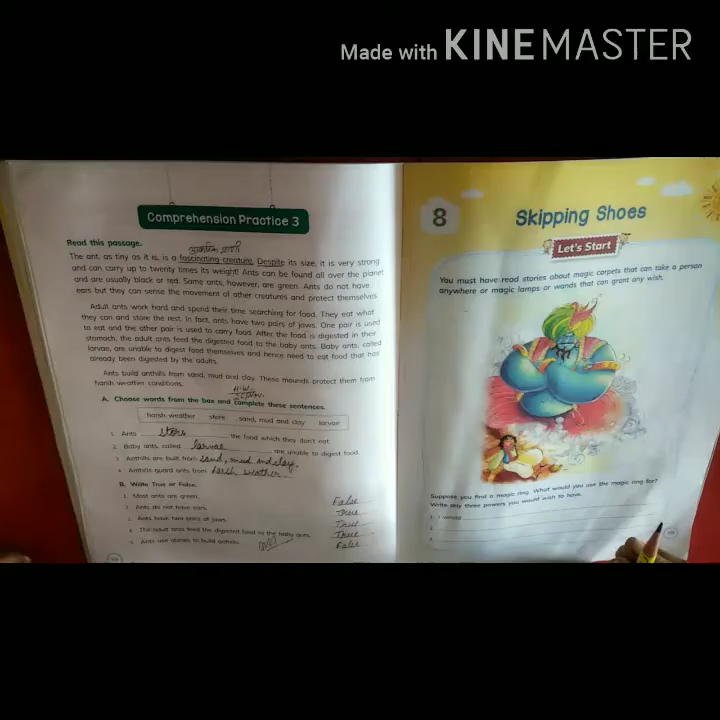 Made with KINEMASTER
Comprehension Practice 3
Read this passage.
The ant, as tiny as it is, is a fascinating creature. Despite its size, it is very strong
and can carry up to twenty times its weight! Ants can be found all over the planet
and are usually black or red. Some ants, however, are green. Ants do not have
ears but they can sense the movement of other creatures and protect themselves.
Adult ants work hard and spend their time searching for food. They eat what
they can and store the rest. In fact, ants have two pairs of jaws. One pair is used
to eat and the other pair is used to carry food. After the food is digested in their
stomach, the adult ants feed the digested food to the baby ants. Baby ants, called
larvae, are unable to digest food themselves and hence need to eat food that has
already been digested by the adults.
Ants build anthills from sand, mud and clay. These mounds protect them from
harsh weather conditions.
H.W.
A. Choose words from the box and complete these sentences.
harsh weather store sand, mud and clay larvae
1. Ants store the food which they don't eat.
2. Baby ants, called larvae are unable to digest food.
3. Anthills are built from sand, mud and clay.
4. Anthills guard ants from harsh weather.
B. Write True or False.
1. Most ants are green. False
2. Ants do not have ears. True
3. Ants have two pairs of jaws. True
4. The adult ants feed the digested food to the baby ants. True
5. Ants use stones to build anthills. False
8
Skipping Shoes
Let's Start
You must have read stories about magic carpets that can take a person
anywhere or magic lamps or wands that can grant any wish.
Suppose you find a magic ring. What would you use the magic ring for?
Write any three powers you would wish to have.
1. I would
2.
3.